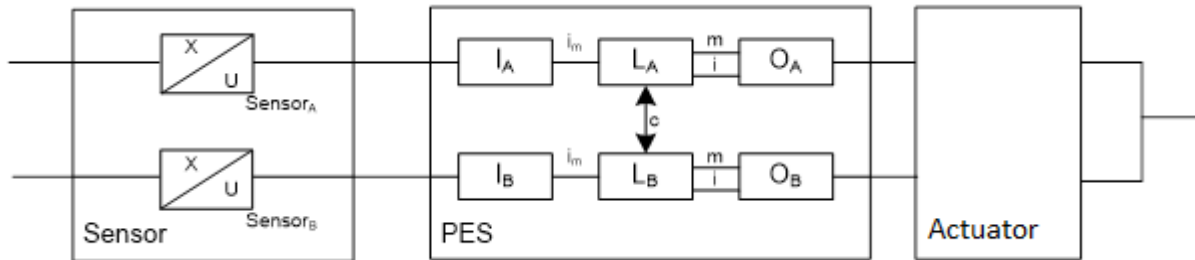 X
U
Sensor_A
I_A
i_m
L_A
m
i
O_A
c
X
U
Sensor_B
I_B
i_m
L_B
m
i
O_B
Sensor
PES
Actuator